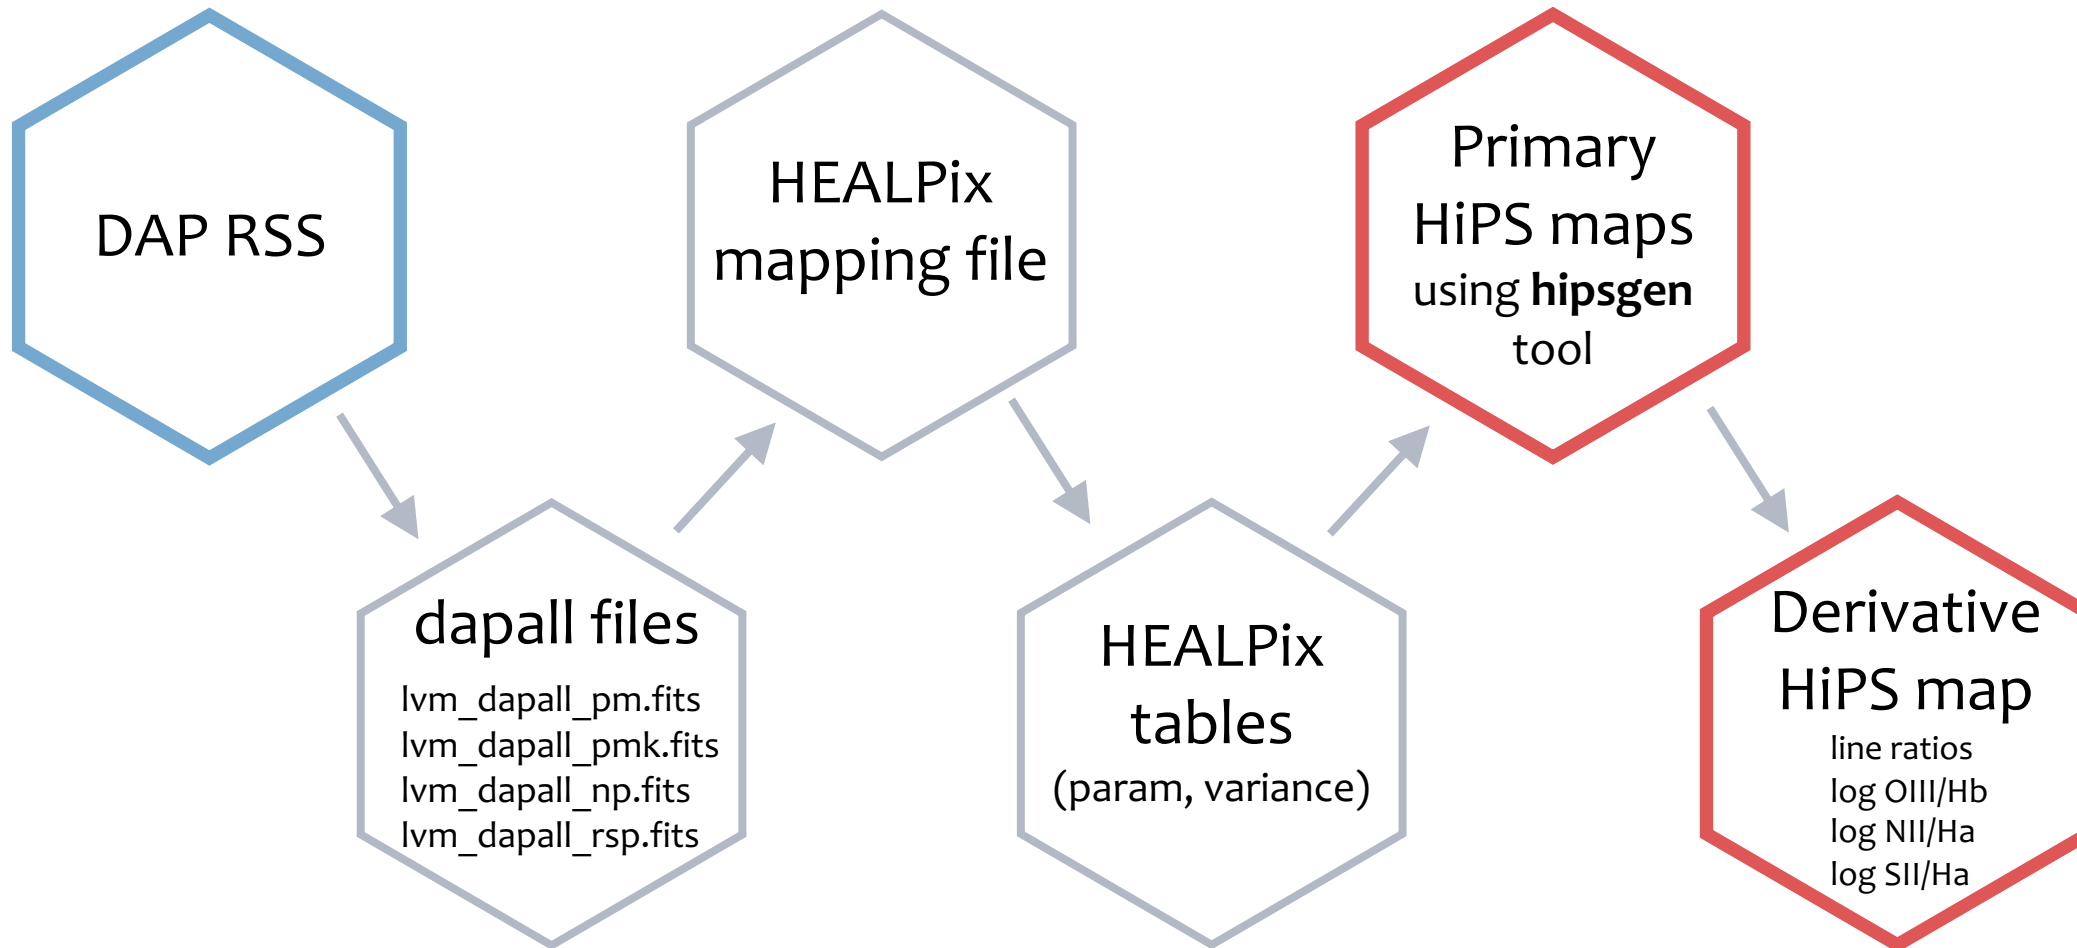 DAP RSS
dapall files
lvm_dapall_pm.fits
lvm_dapall_pmk.fits
lvm_dapall_np.fits
lvm_dapall_rsp.fits
HEALPix
mapping file
HEALPix
tables
(param, variance)
Primary
HiPS maps
using hipsgen
tool
Derivative
HiPS map
line ratios
log OIII/Hb
log NII/Ha
log SII/Ha